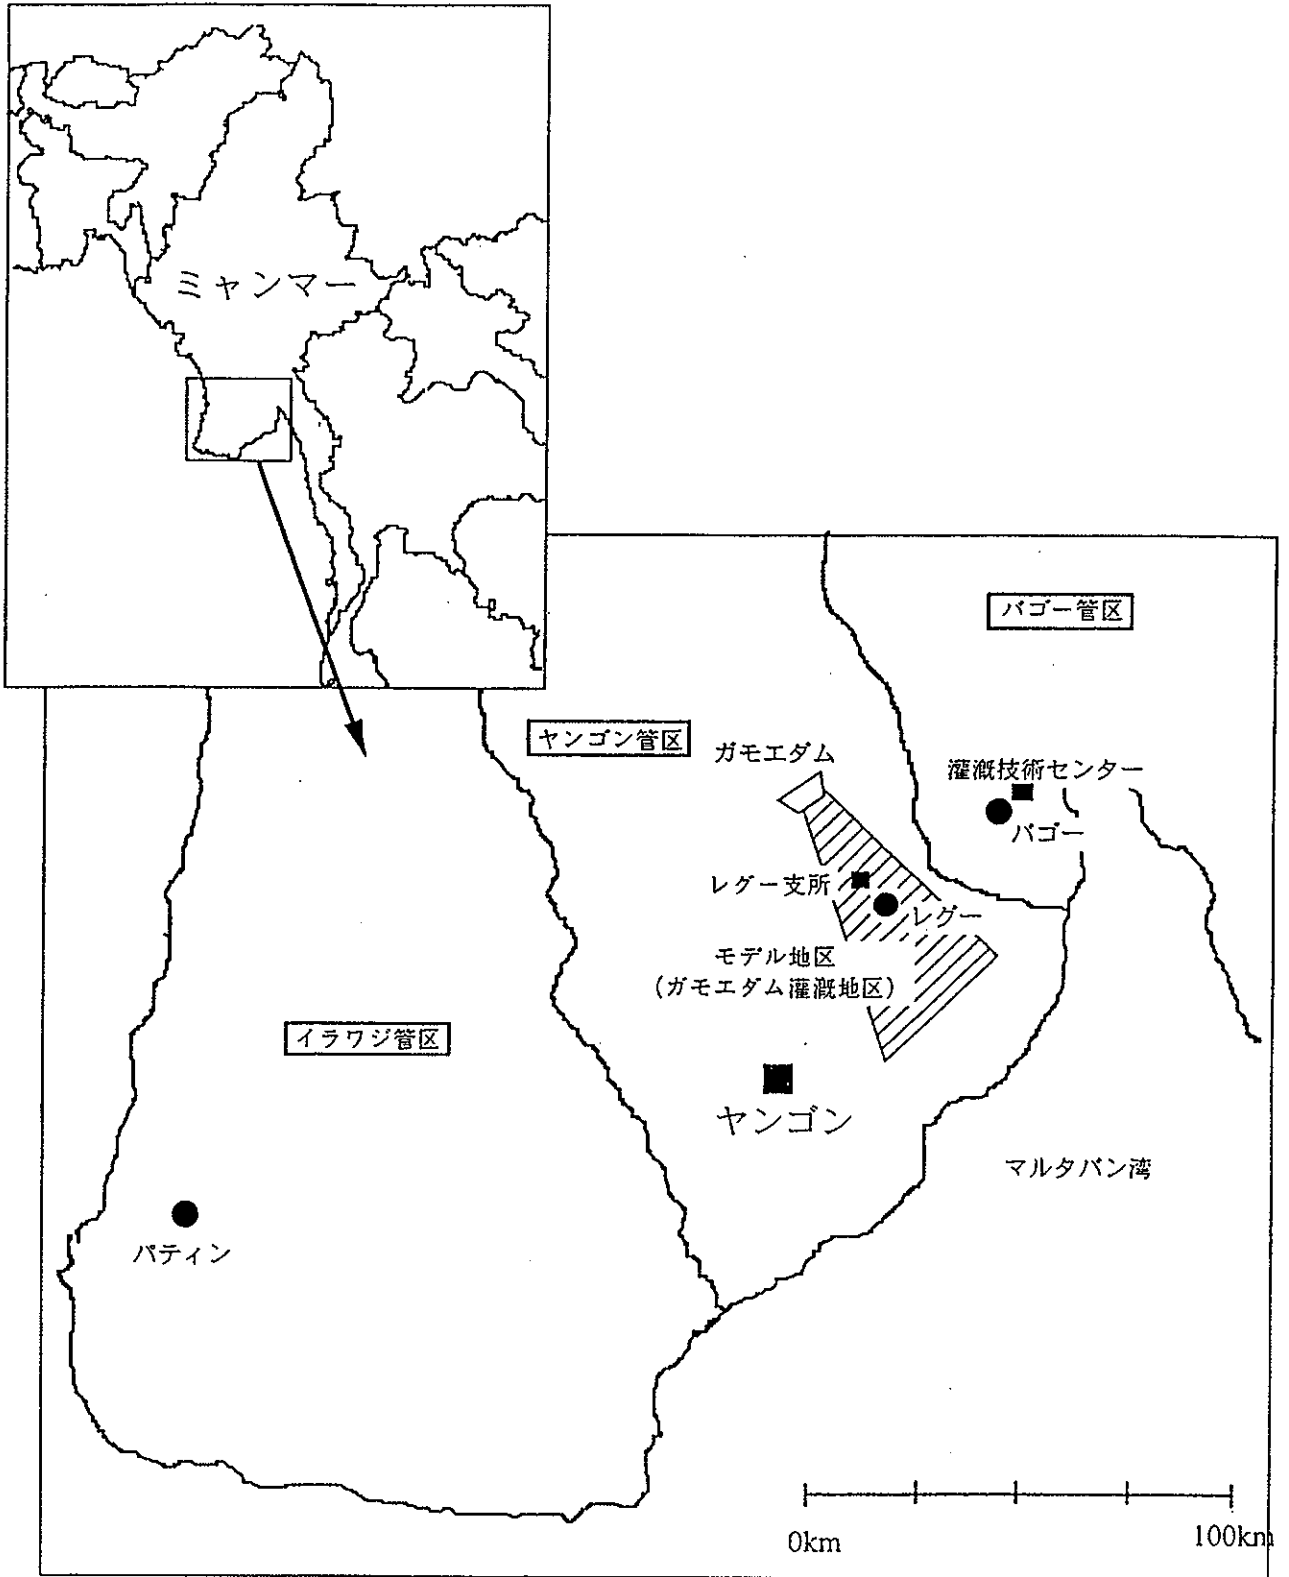 ミャンマー
バゴー管区
ヤンゴン管区
ガモエダム
灌漑技術センター
バゴー
レグー支所
レグー
モデル地区
(ガモエダム灌漑地区)
イラワジ管区
ヤンゴン
マルタバン湾
パティン
0km
100km